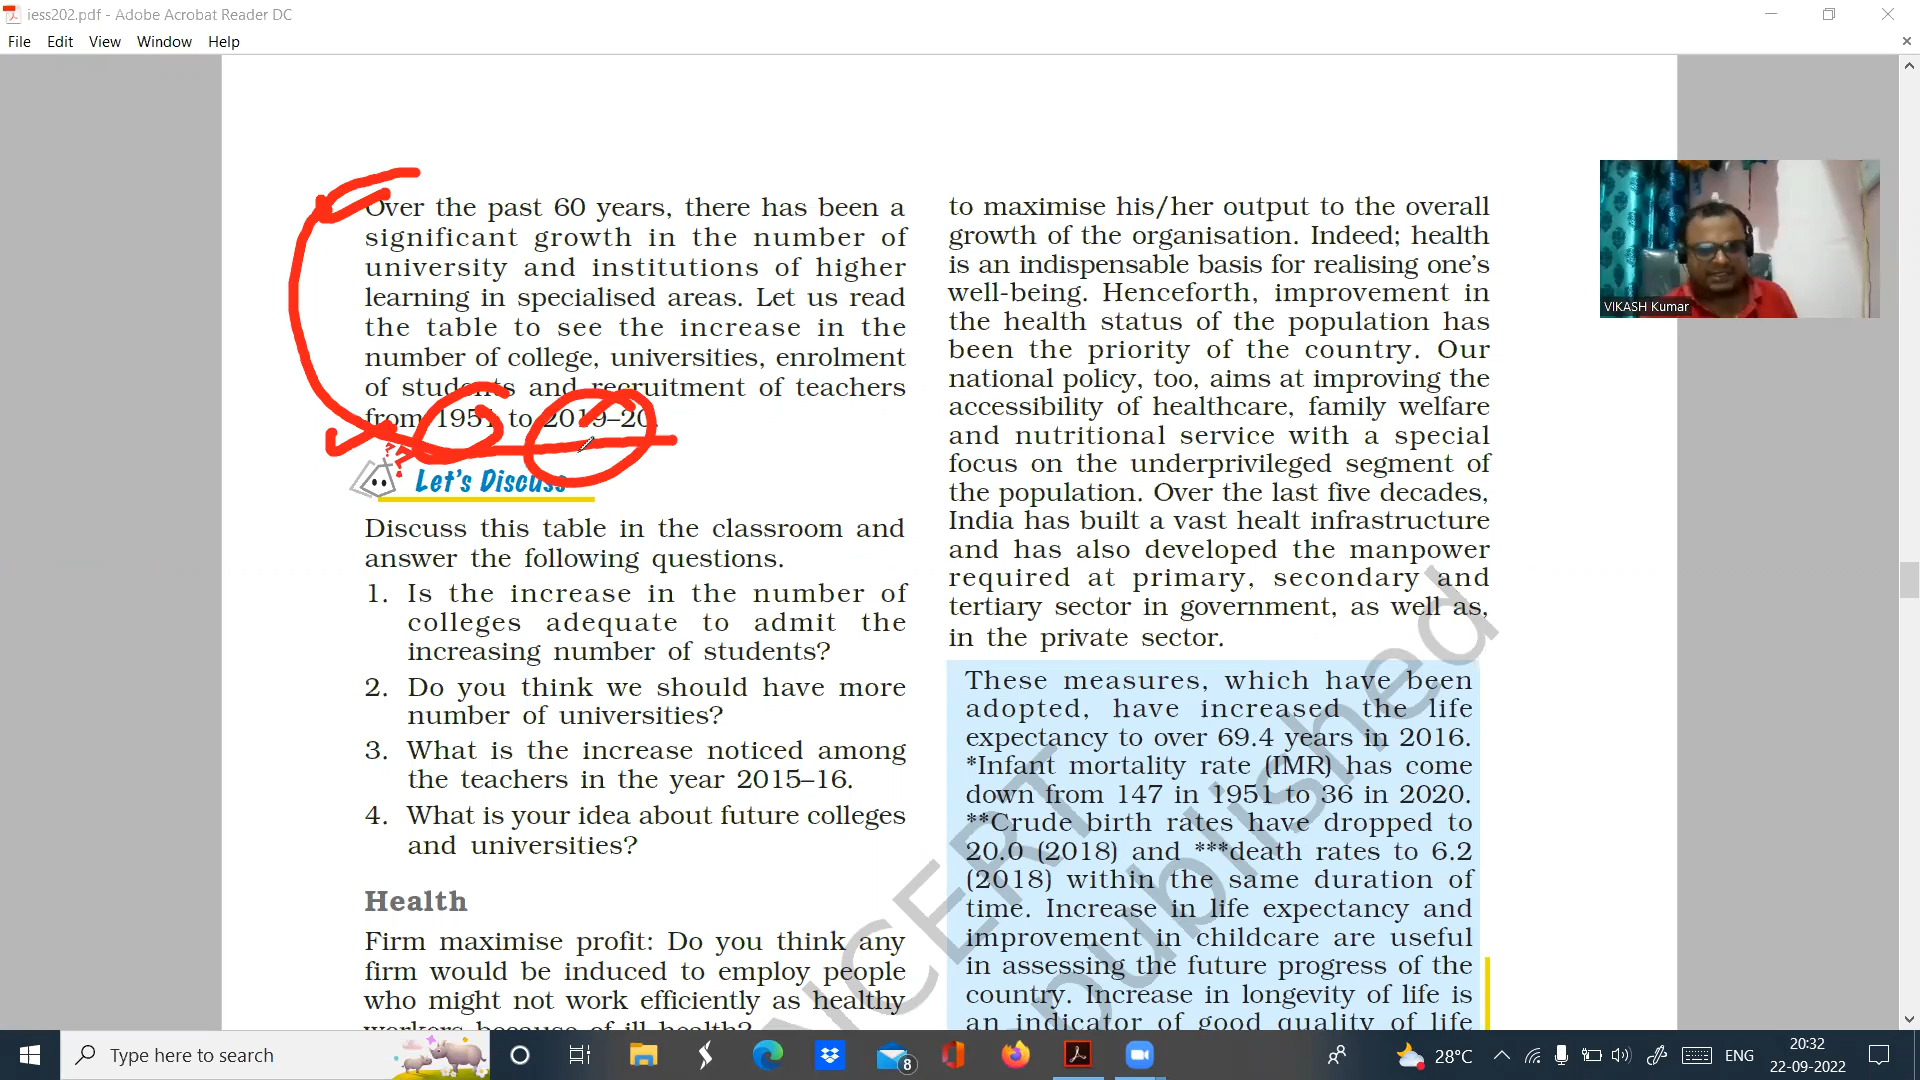 iess202.pdf - Adobe Acrobat Reader DC
File Edit View Window Help
Over the past 60 years, there has been a
significant growth in the number of
university and institutions of higher
learning in specialised areas. Let us read
the table to see the increase in the
number of college, universities, enrolment
of students and recruitment of teachers
from 1951 to 2019–20.
Let's Discuss
Discuss this table in the classroom and
answer the following questions.
1. Is the increase in the number of
colleges adequate to admit the
increasing number of students?
2. Do you think we should have more
number of universities?
3. What is the increase noticed among
the teachers in the year 2015–16.
4. What is your idea about future colleges
and universities?
Health
Firm maximise profit: Do you think any
firm would be induced to employ people
who might not work efficiently as healthy
workers because of ill health?
to maximise his/her output to the overall
growth of the organisation. Indeed; health
is an indispensable basis for realising one's
well-being. Henceforth, improvement in
the health status of the population has
been the priority of the country. Our
national policy, too, aims at improving the
accessibility of healthcare, family welfare
and nutritional service with a special
focus on the underprivileged segment of
the population. Over the last five decades,
India has built a vast healt infrastructure
and has also developed the manpower
required at primary, secondary and
tertiary sector in government, as well as,
in the private sector.
These measures, which have been
adopted, have increased the life
expectancy to over 69.4 years in 2016.
*Infant mortality rate (IMR) has come
down from 147 in 1951 to 36 in 2020.
**Crude birth rates have dropped to
20.0 (2018) and ***death rates to 6.2
(2018) within the same duration of
time. Increase in life expectancy and
improvement in childcare are useful
in assessing the future progress of the
country. Increase in longevity of life is
an indicator of good quality of life
NCERT
published
VIKASH Kumar
Type here to search
8
28°C
ENG
20:32
22-09-2022